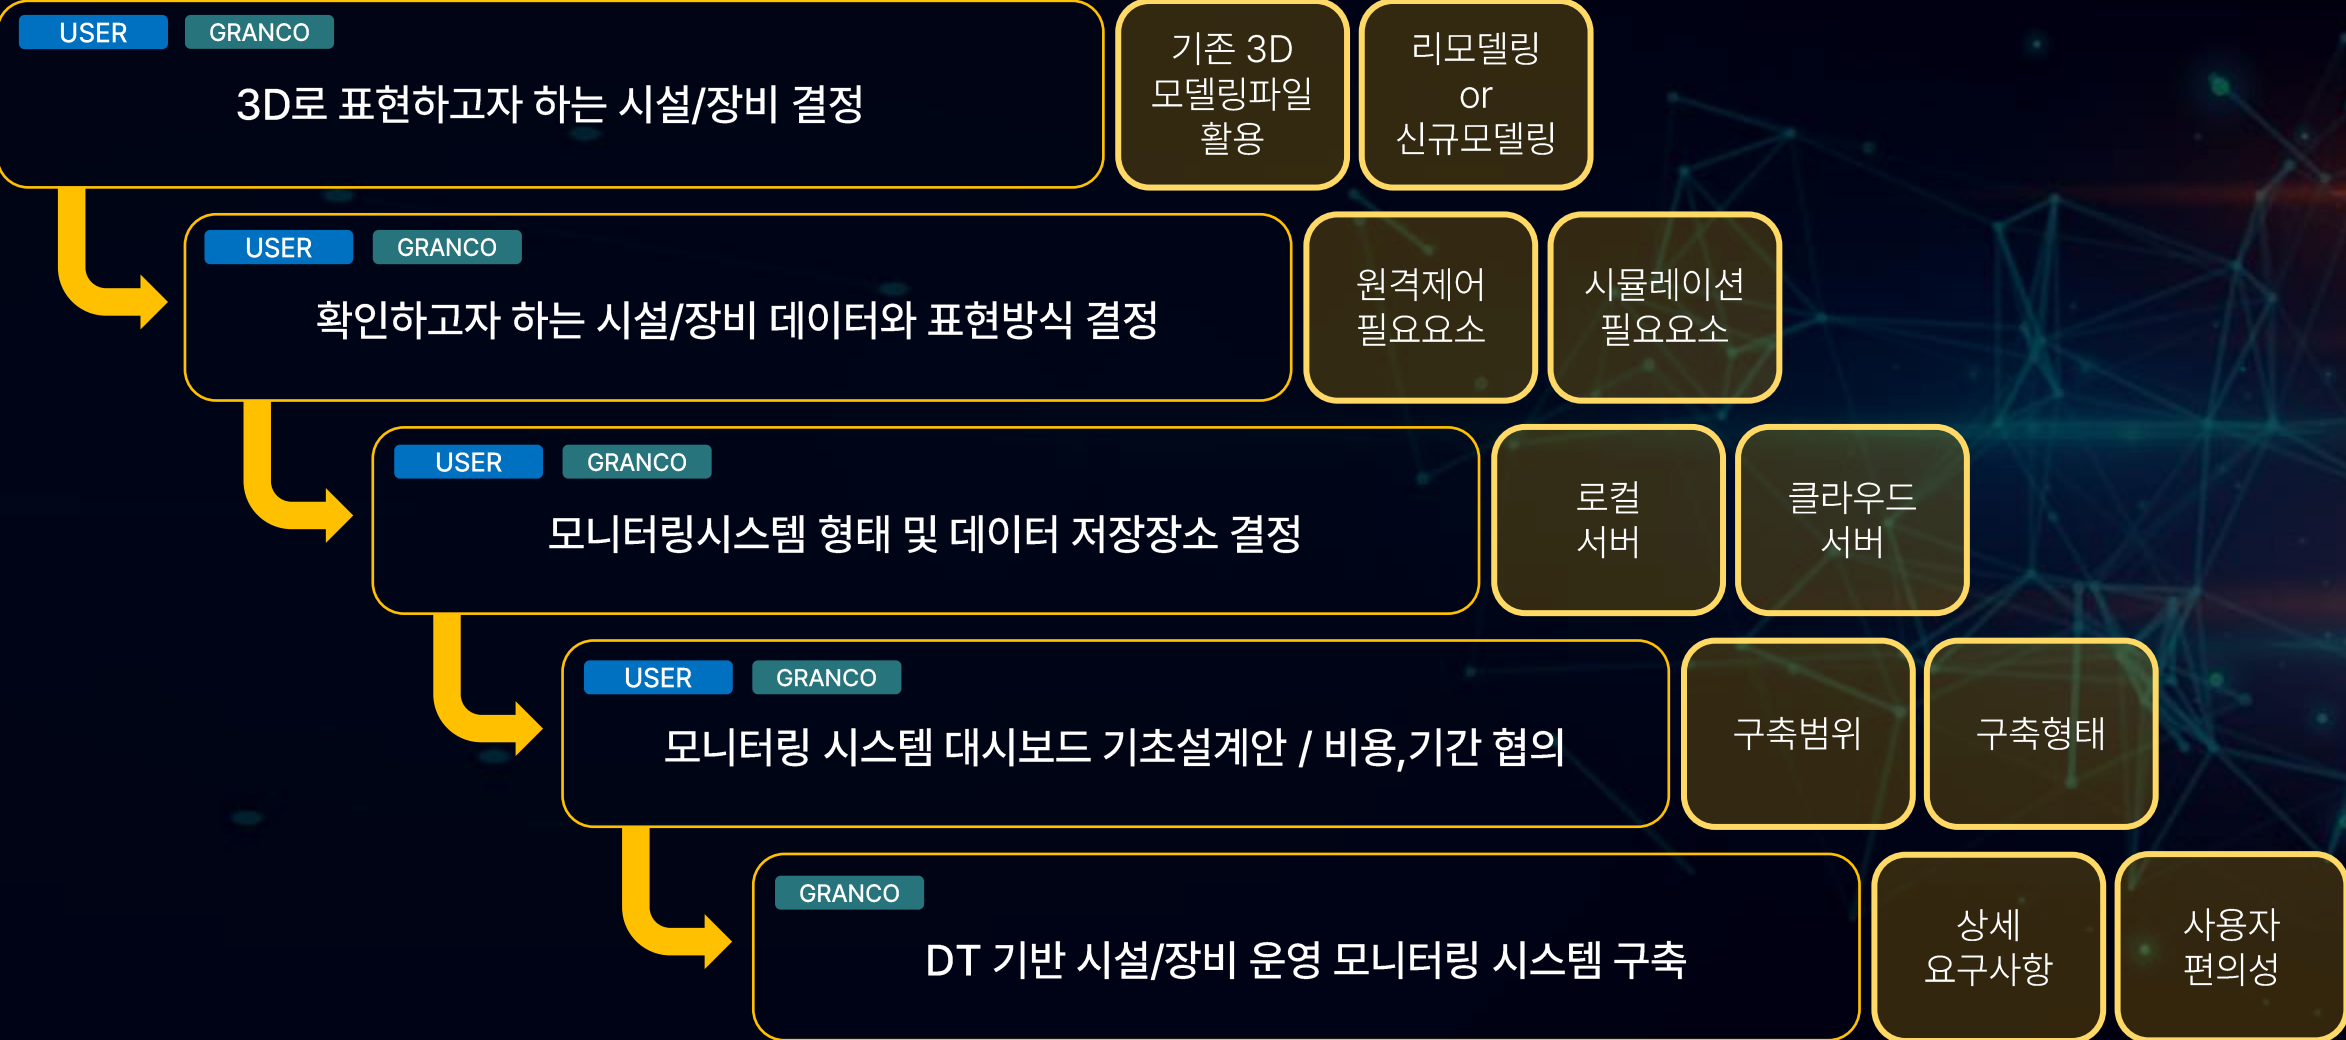 USER
GRANCO
3D로 표현하고자 하는 시설/장비 결정
기존 3D
모델링파일
활용
리모델링
or
신규모델링
USER
GRANCO
확인하고자 하는 시설/장비 데이터와 표현방식 결정
원격제어
필요요소
시뮬레이션
필요요소
USER
GRANCO
모니터링시스템 형태 및 데이터 저장장소 결정
로컬
서버
클라우드
서버
USER
GRANCO
모니터링 시스템 대시보드 기초설계안 / 비용,기간 협의
구축범위
구축형태
GRANCO
DT 기반 시설/장비 운영 모니터링 시스템 구축
상세
요구사항
사용자
편의성